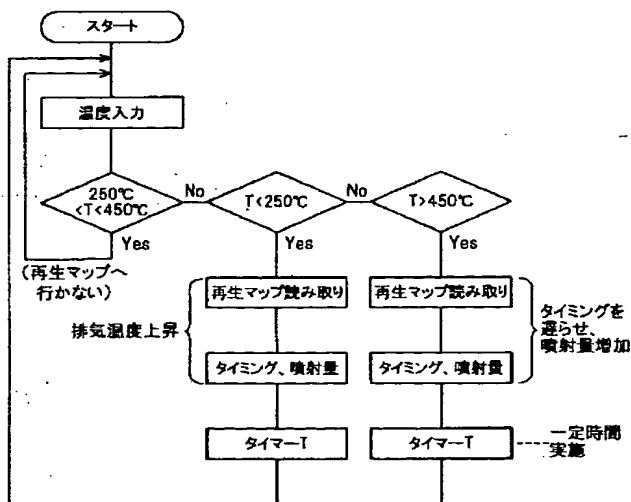 スタート
温度入力
250℃
<T<450℃
No
T<250℃
No
T>450℃
Yes
Yes
Yes
(再生マップへ
行かない)
再生マップ読み取り
再生マップ読み取り
排気温度上昇
タイミングを
遅らせ、
噴射量増加
タイミング、噴射量
タイミング、噴射量
タイマーT
タイマーT
一定時間
実施